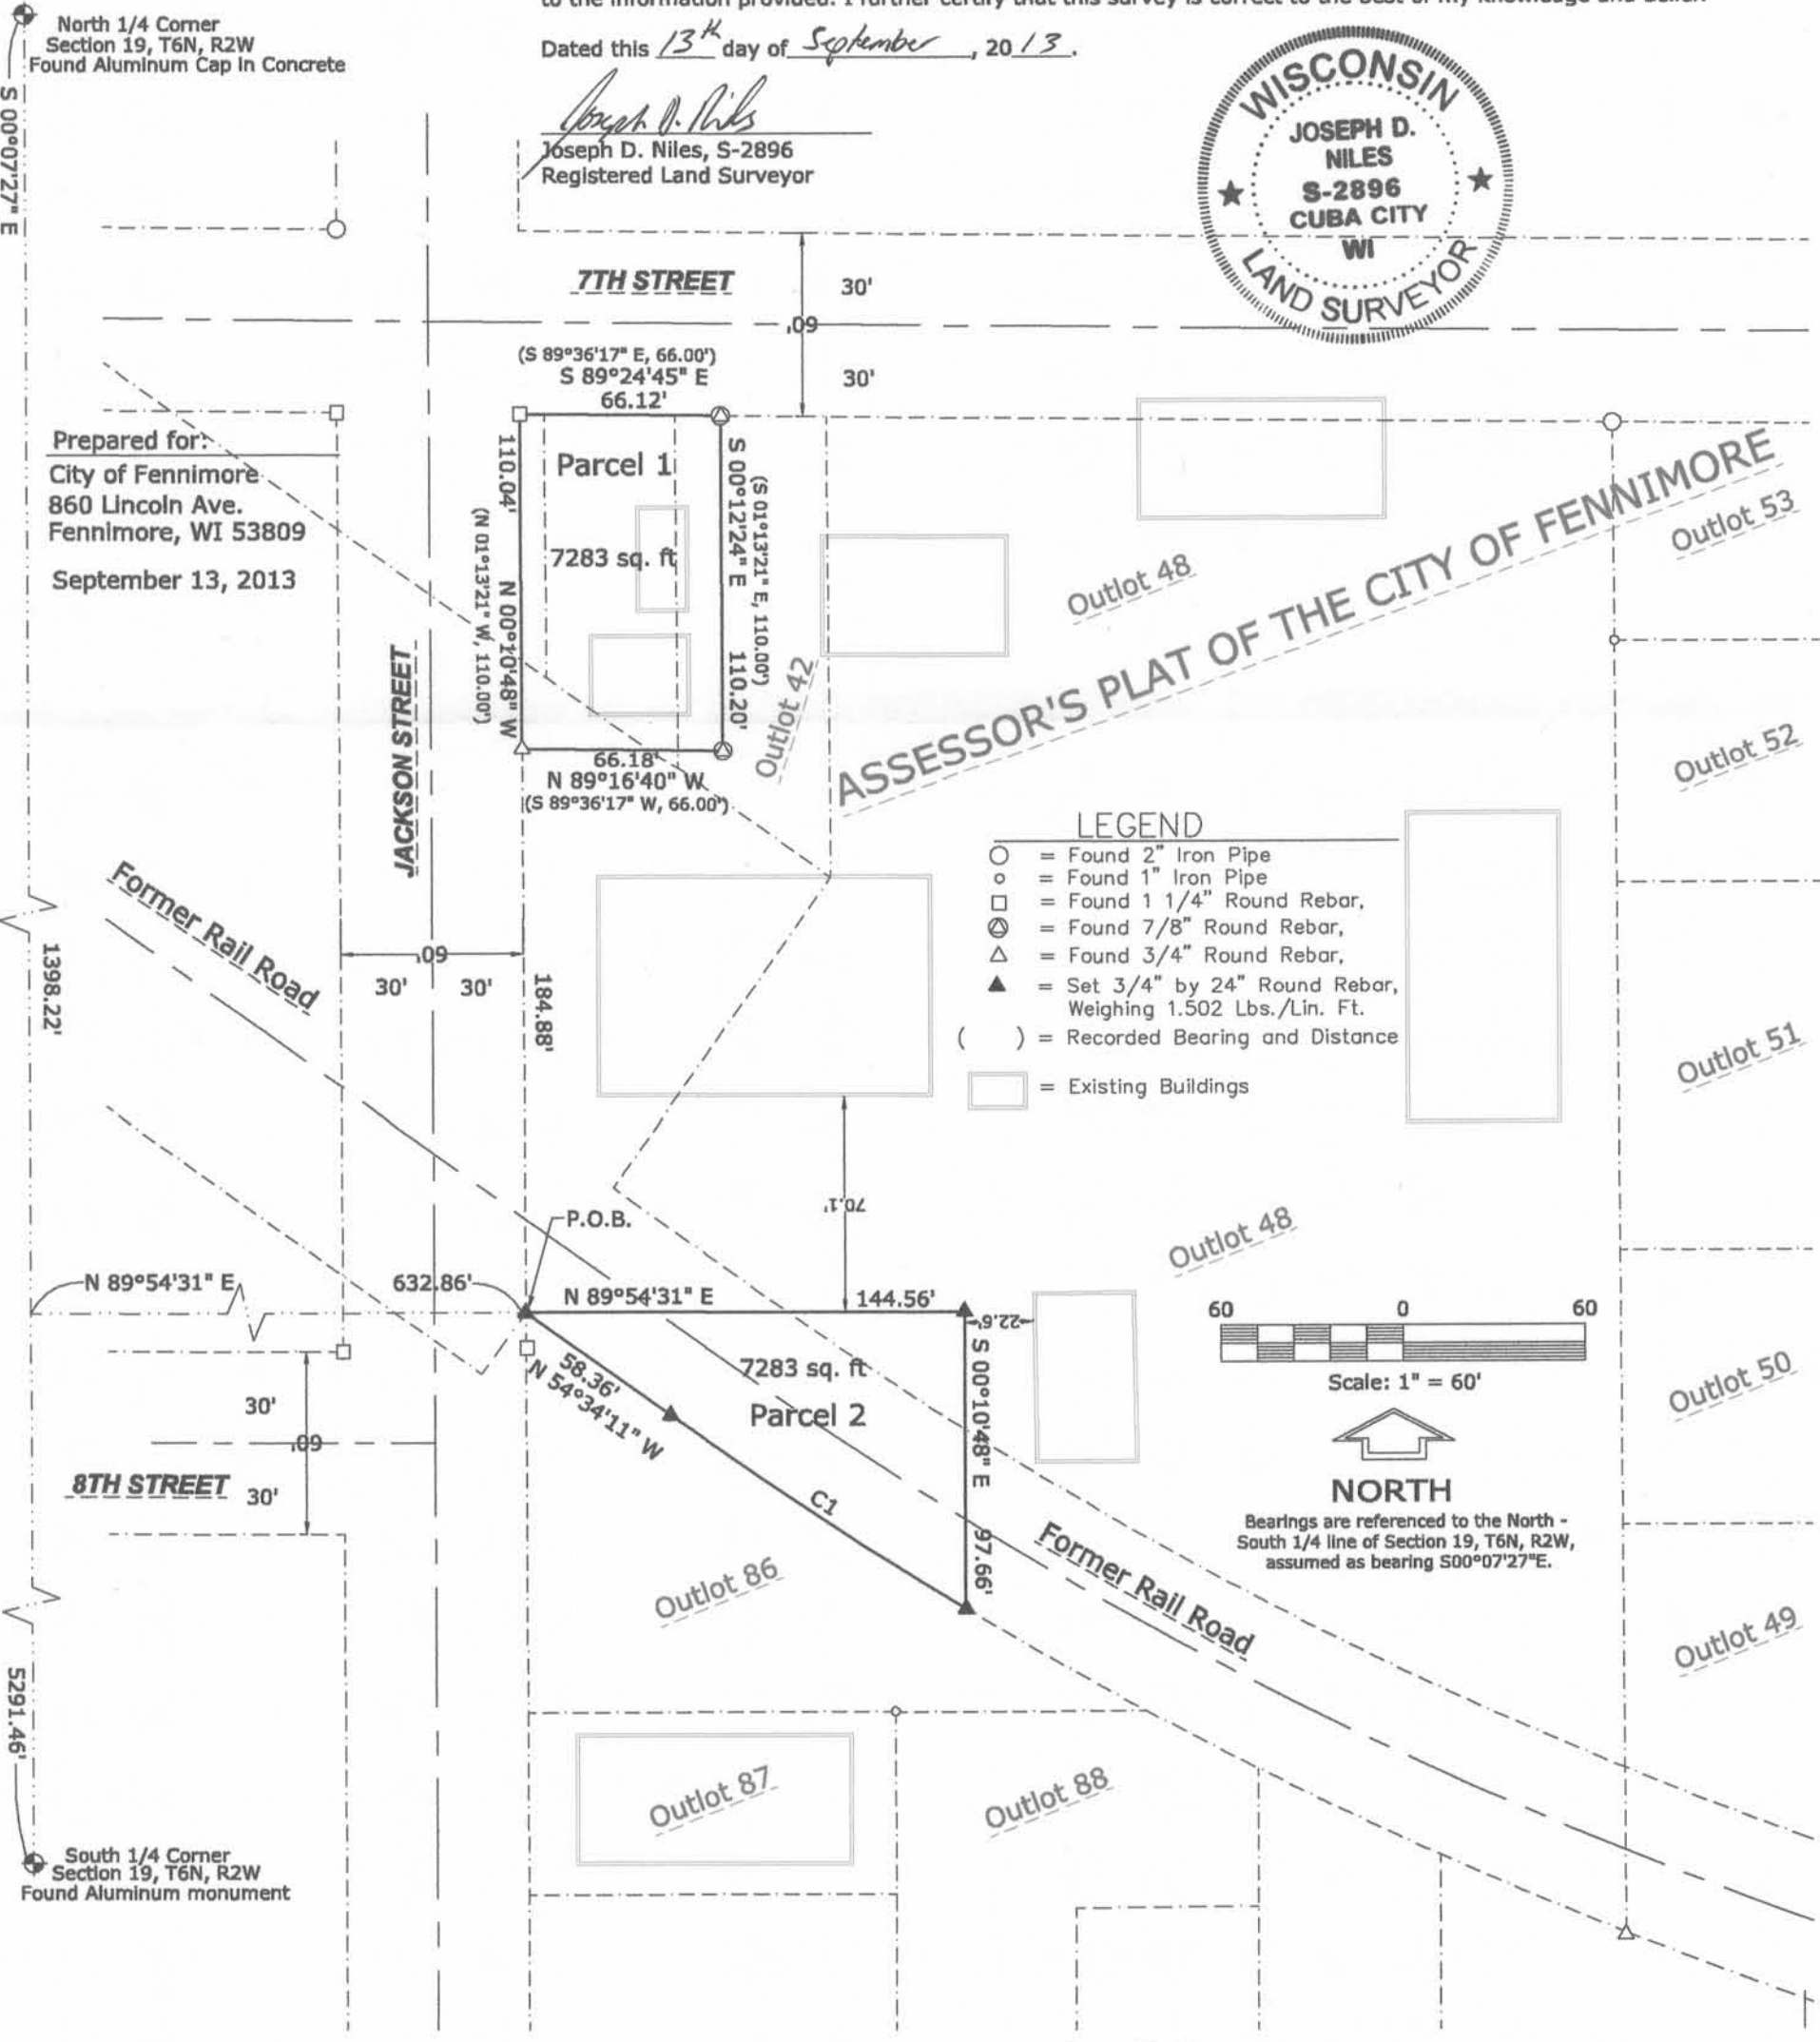 North 1/4 Corner
Section 19, T6N, R2W
Found Aluminum Cap in Concrete
S 00°07'27" E
to the information provided. I further certify that this survey is correct to the best of my knowledge and belief.
Dated this 13th day of September, 2013.
Joseph D. Niles
Joseph D. Niles, S-2896
Registered Land Surveyor
WISCONSIN
JOSEPH D.
NILES
S-2896
CUBA CITY
WI
LAND SURVEYOR
7TH STREET
30'
60'
30'
(S 89°36'17" E, 66.00')
S 89°24'45" E
66.12'
Prepared for:
City of Fennimore
860 Lincoln Ave.
Fennimore, WI 53809
September 13, 2013
Parcel 1
7283 sq. ft
110.04'
N 00°10'48" W
(N 01°13'21" W, 110.00')
S 00°12'24" E
110.20'
(S 01°13'21" E, 110.00')
66.18'
N 89°16'40" W
(S 89°36'17" W, 66.00')
Outlot 42
Outlot 48
ASSESSOR'S PLAT OF THE CITY OF FENNIMORE
Outlot 53
Outlot 52
JACKSON STREET
LEGEND
= Found 2" Iron Pipe
= Found 1" Iron Pipe
= Found 1 1/4" Round Rebar,
= Found 7/8" Round Rebar,
= Found 3/4" Round Rebar,
= Set 3/4" by 24" Round Rebar,
Weighing 1.502 Lbs./Lin. Ft.
( ) = Recorded Bearing and Distance
= Existing Buildings
Former Rail Road
1398.22'
60'
30'
30'
184.88'
Outlot 51
70.1'
P.O.B.
Outlot 48
N 89°54'31" E
632.86'
N 89°54'31" E
144.56'
22.6'
60 0 60
Scale: 1" = 60'
NORTH
Bearings are referenced to the North -
South 1/4 line of Section 19, T6N, R2W,
assumed as bearing S00°07'27"E.
58.36'
N 54°34'11" W
7283 sq. ft
Parcel 2
S 00°10'48" E
97.66'
C1
Outlot 50
30'
60'
8TH STREET
30'
Former Rail Road
Outlot 86
Outlot 49
5291.46'
Outlot 87
Outlot 88
South 1/4 Corner
Section 19, T6N, R2W
Found Aluminum monument